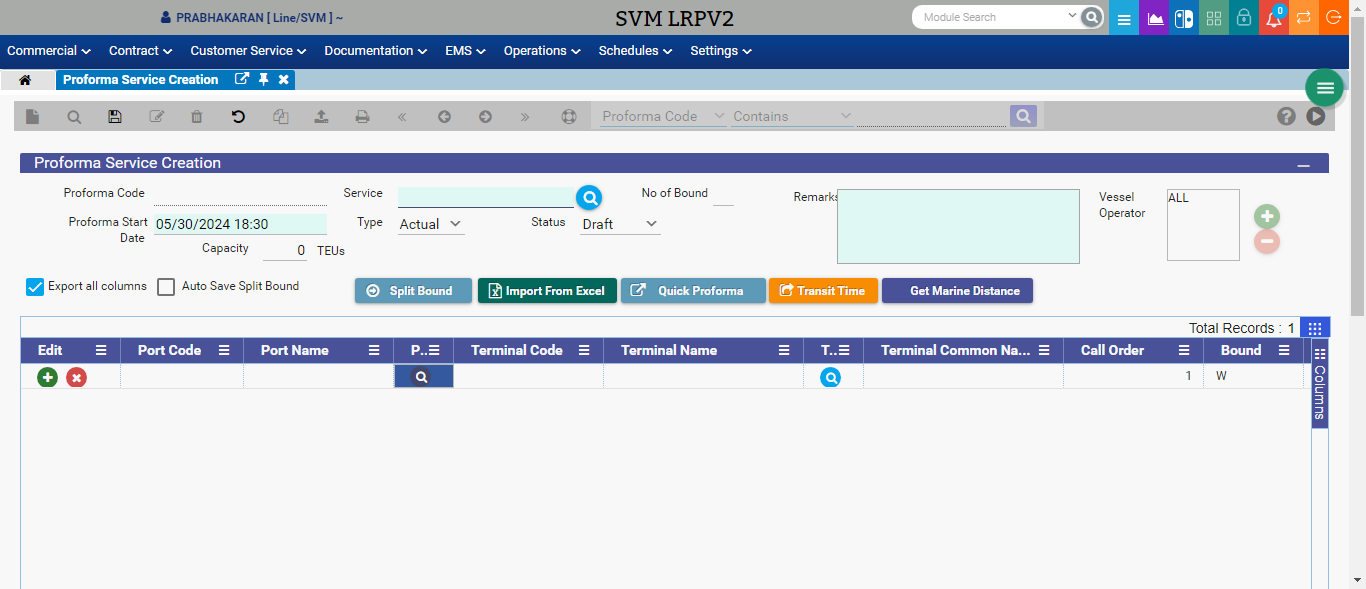 PRABHAKARAN [ Line/SVM ] ~
SVM LRPV2
Module Search
0
Commercial Contract Customer Service Documentation EMS Operations Schedules Settings
Proforma Service Creation
Proforma Code Contains
Proforma Service Creation
Proforma Code Service No of Bound Remarks Vessel Operator ALL
Proforma Start Date 05/30/2024 18:30 Type Actual Status Draft
Capacity 0 TEUs
Export all columns Auto Save Split Bound Split Bound Import From Excel Quick Proforma Transit Time Get Marine Distance
Total Records : 1
Edit Port Code Port Name P.. Terminal Code Terminal Name T.. Terminal Common Na... Call Order Bound
1 W
Columns